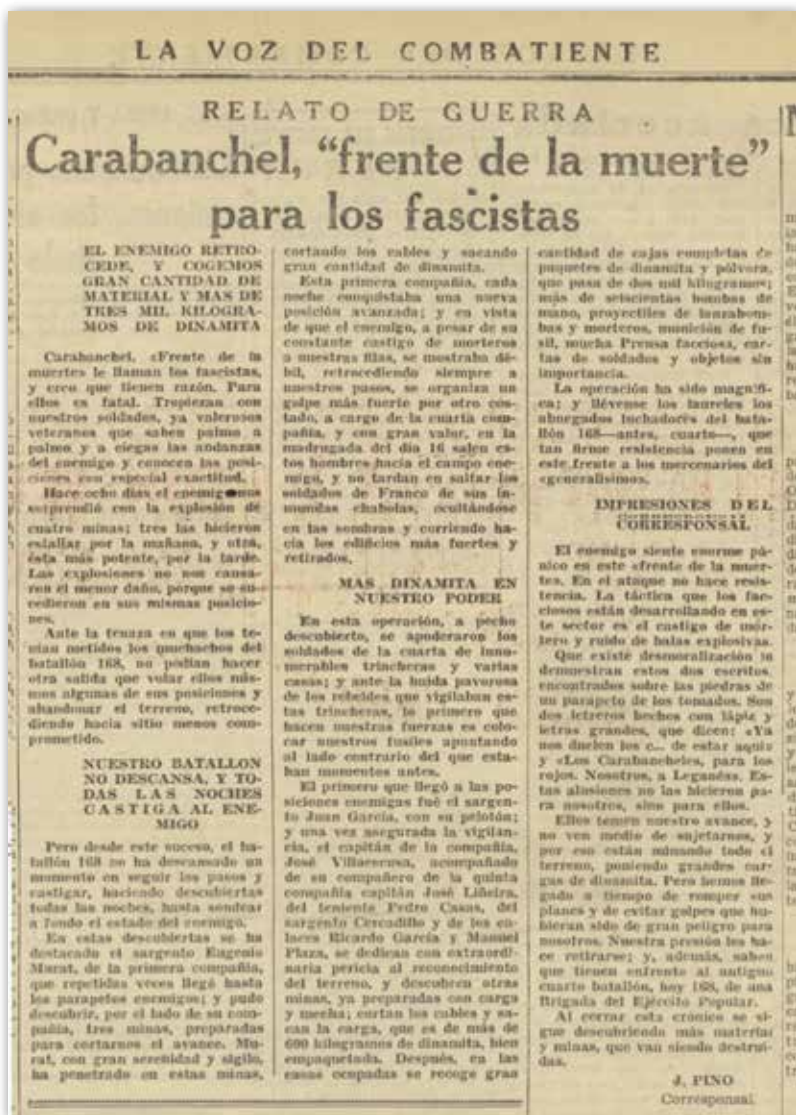 LA VOZ DEL COMBATIENTE
RELATO DE GUERRA
Carabanchel, “frente de la muerte”
para los fascistas
EL ENEMIGO RETRO-
CEDE, Y COGEMOS
GRAN CANTIDAD DE
MATERIAL Y MAS DE
TRES MIL KILOGRA-
MOS DE DINAMITA
Carabanchel, «Frente de la
muerte» le llaman los fascistas,
y creo que tienen razón. Para
ellos es fatal. Tropiezan con
nuestros soldados, ya valerosos
veteranos que saben palmo a
palmo y a ciegas las andanzas
del enemigo y conocen las posi-
ciones con especial exactitud.
Hace ocho días el enemigo nos
sorprendió con la explosión de
cuatro minas; tres las hicieron
estallar por la mañana, y otra,
ésta más potente, por la tarde.
Las explosiones no nos causa-
ron el menor daño, porque se su-
cedieron en sus mismas posicio-
nes.
Ante la tenaza en que los te-
nían metidos los muchachos del
batallón 168, no podían hacer
otra salida que volar ellos mis-
mos algunas de sus posiciones y
abandonar el terreno, retroce-
diendo hacia sitio menos com-
prometido.
NUESTRO BATALLON
NO DESCANSA, Y TO-
DAS LAS NOCHES
CASTIGA AL ENE-
MIGO
Pero desde este suceso, el ba-
tallón 168 no ha descansado un
momento en seguir los pasos y
castigar, haciendo descubiertas
todas las noches, hasta sondear
a fondo el estado del enemigo.
En estas descubiertas se ha
destacado el sargento Eugenio
Murat, de la primera compañía,
que repetidas veces llegó hasta
los parapetos enemigos; y pudo
descubrir, por el lado de su com-
pañía, tres minas, preparadas
para cortarnos el avance. Mu-
rat, con gran serenidad y sigilo,
ha penetrado en estas minas,
cortando los cables y sacando
gran cantidad de dinamita.
Esta primera compañía, cada
noche conquistaba una nueva
posición avanzada; y en vista
de que el enemigo, a pesar de su
constante castigo de morteros
a nuestras filas, se mostraba dé-
bil, retrocediendo siempre a
nuestros pasos, se organiza un
golpe más fuerte por otro cos-
tado, a cargo de la cuarta com-
pañía, y con gran valor, en la
madrugada del día 16 salen es-
tos hombres hacia el campo ene-
migo, y no tardan en saltar los
soldados de Franco de sus in-
mundas chabolas, ocultándose
en las sombras y corriendo ha-
cia los edificios más fuertes y
retirados.
MAS DINAMITA EN
NUESTRO PODER
En esta operación, a pecho
descubierto, se apoderaron los
soldados de la cuarta de innu-
merables trincheras y varias
casas; y ante la huida pavorosa
de los rebeldes que vigilaban es-
tas trincheras, lo primero que
hacen nuestras fuerzas es colo-
car nuestros fusiles apuntando
al lado contrario del que esta-
ban momentos antes.
El primero que llegó a las po-
siciones enemigas fué el sargen-
to Juan García, con su pelotón;
y una vez asegurada la vigilan-
cia, el capitán de la compañía,
José Villaescusa, acompañado
de su compañero de la quinta
compañía capitán José Liñeira,
del teniente Pedro Casas, del
sargento Cercadillo y de los en-
laces Ricardo García y Manuel
Plaza, se dedican con extraordi-
naria pericia al reconocimiento
del terreno, y descubren otras
minas, ya preparadas con carga
y mecha; cortan los cables y sa-
can la carga, que es de más de
600 kilogramos de dinamita, bien
empaquetada. Después, en las
casas ocupadas se recoge gran
cantidad de cajas completas de
paquetes de dinamita y pólvora,
que pasa de dos mil kilogramos;
más de seiscientas bombas de
mano, proyectiles de lanzabom-
bas y morteros, munición de fu-
sil, mucha Prensa facciosa, car-
tas de soldados y objetos sin
importancia.
La operación ha sido magnífi-
ca; y llévense los laureles los
abnegados luchadores del bata-
llón 168—antes, cuarto—, que
tan firme resistencia ponen en
este frente a los mercenarios del
«generalísimo».
IMPRESIONES DEL
CORRESPONSAL
El enemigo siente enorme pá-
nico en este «frente de la muer-
te». En el ataque no hace resis-
tencia. La táctica que los fac-
ciosos están desarrollando en es-
te sector es el castigo de mor-
tero y ruido de balas explosivas.
Que existe desmoralización lo
demuestran estos dos escritos
encontrados sobre las piedras de
un parapeto de los tomados. Son
dos letreros hechos con lápiz y
letras grandes, que dicen: «Ya
nos duelen los c... de estar aquí»
y «Los Carabancheles, para los
rojos. Nosotros, a Leganés». Es-
tas alusiones no las hicieron pa-
ra nosotros, sino para ellos.
Ellos temen nuestro avance, y
no ven medio de sujetarnos, y
por eso están minando todo el
terreno, poniendo grandes car-
gas de dinamita. Pero hemos lle-
gado a tiempo de romper sus
planes y de evitar golpes que hu-
bieran sido de gran peligro para
nosotros. Nuestra presión les ha-
ce retirarse; y, además, saben
que tienen enfrente al antiguo
cuarto batallón, hoy 168, de una
Brigada del Ejército Popular.
Al cerrar esta crónica se si-
gue descubriendo más material
y minas, que van siendo destruí-
das.
J. PINO
Corresponsal